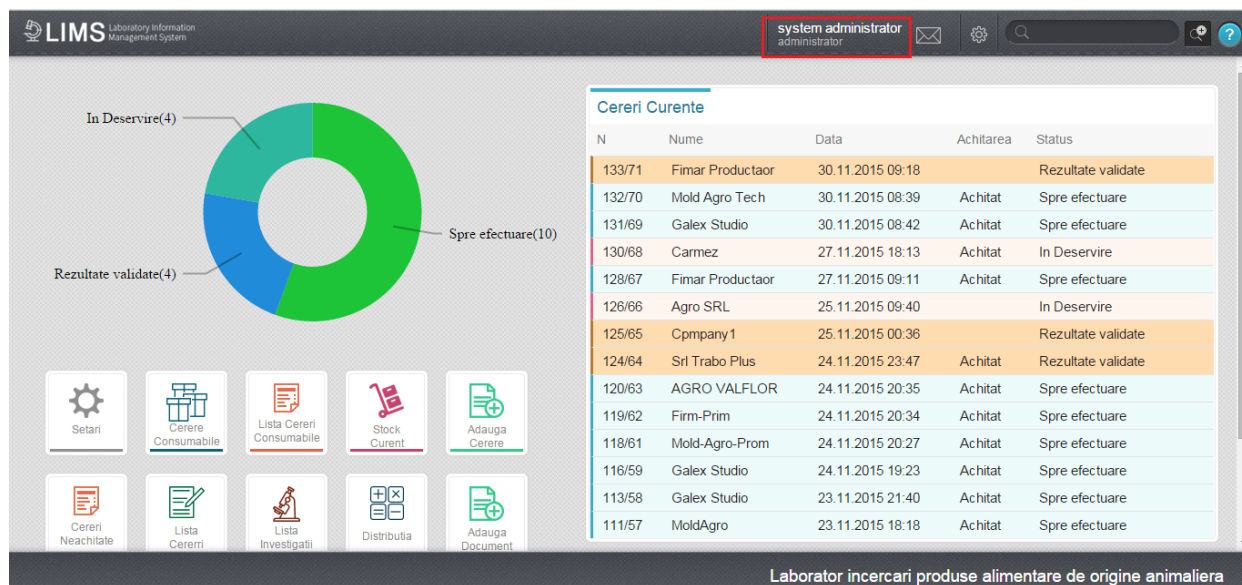 LIMS Laboratory Information
Management System
system administrator
administrator
?
In Deservire(4)
Spre efectuare(10)
Rezultate validate(4)
Setari
Cerere
Consumabile
Lista Cereri
Consumabile
Stock
Curent
Adauga
Cerere
Cereri
Neachitate
Lista
Cererri
Lista
Investigatii
Distributia
Adauga
Document
Cereri Curente
N Nume Data Achitarea Status
133/71 Fimar Productaor 30.11.2015 09:18 Rezultate validate
132/70 Mold Agro Tech 30.11.2015 08:39 Achitat Spre efectuare
131/69 Galex Studio 30.11.2015 08:42 Achitat Spre efectuare
130/68 Carmez 27.11.2015 18:13 Achitat In Deservire
128/67 Fimar Productaor 27.11.2015 09:11 Achitat Spre efectuare
126/66 Agro SRL 25.11.2015 09:40 In Deservire
125/65 Cpmpany1 25.11.2015 00:36 Rezultate validate
124/64 Srl Trabo Plus 24.11.2015 23:47 Achitat Rezultate validate
120/63 AGRO VALFLOR 24.11.2015 20:35 Achitat Spre efectuare
119/62 Firm-Prim 24.11.2015 20:34 Achitat Spre efectuare
118/61 Mold-Agro-Prom 24.11.2015 20:27 Achitat Spre efectuare
116/59 Galex Studio 24.11.2015 19:23 Achitat Spre efectuare
113/58 Galex Studio 23.11.2015 21:40 Achitat Spre efectuare
111/57 MoldAgro 23.11.2015 18:18 Achitat Spre efectuare
Laborator incercari produse alimentare de origine animaliera